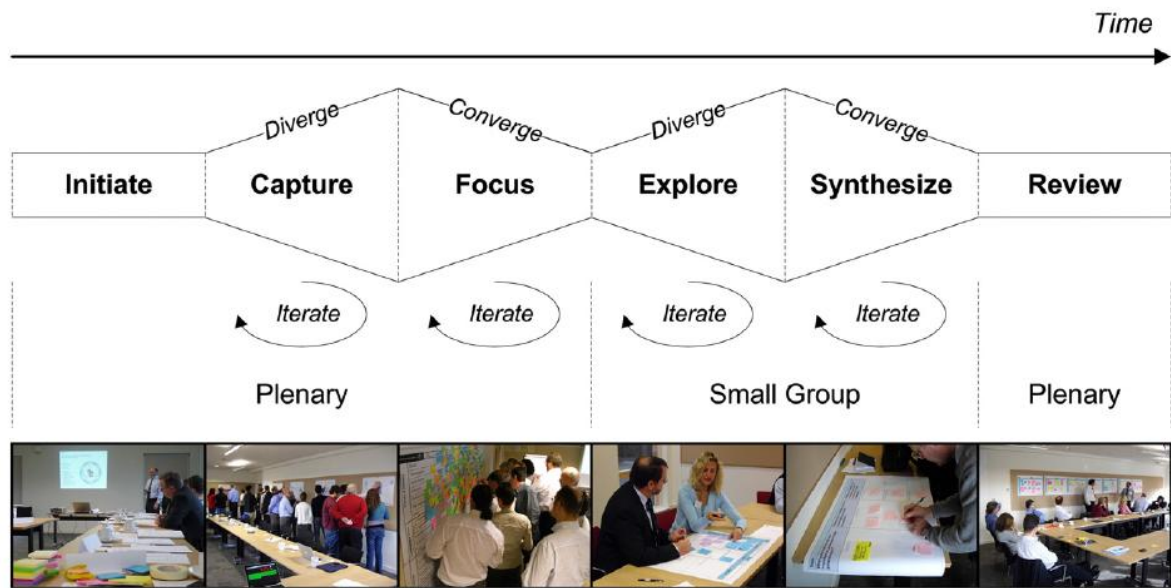 Time
Diverge Converge Diverge Converge
Initiate Capture Focus Explore Synthesize Review
Iterate Iterate Iterate Iterate
Plenary Small Group Plenary